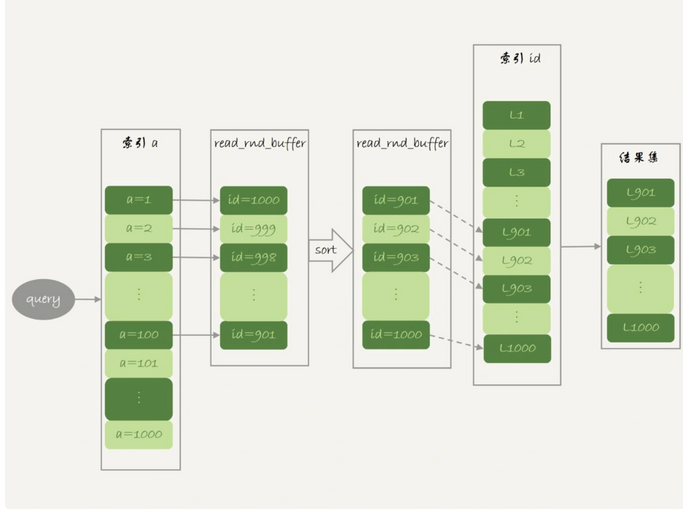 query
索引 a
a=1
a=2
a=3
⋮
a=100
a=101
⋮
a=1000
read_rnd_buffer
id=1000
id=999
id=998
⋮
id=901
sort
read_rnd_buffer
id=901
id=902
id=903
⋮
id=1000
索引 id
L1
L2
L3
⋮
L901
L902
L903
⋮
L1000
结果集
L901
L902
L903
⋮
L1000